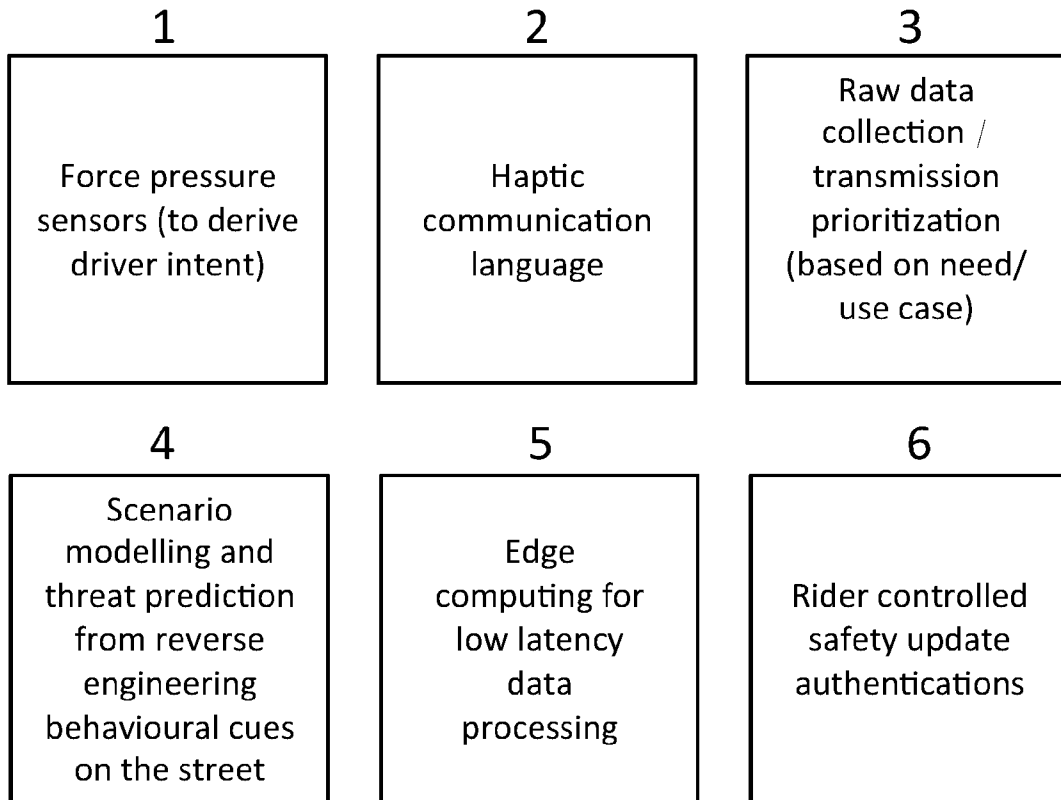 1
Force pressure
sensors (to derive
driver intent)
2
Haptic
communication
language
3
Raw data
collection /
transmission
prioritization
(based on need/
use case)
4
Scenario
modelling and
threat prediction
from reverse
engineering
behavioural cues
on the street
5
Edge
computing for
low latency
data
processing
6
Rider controlled
safety update
authentications